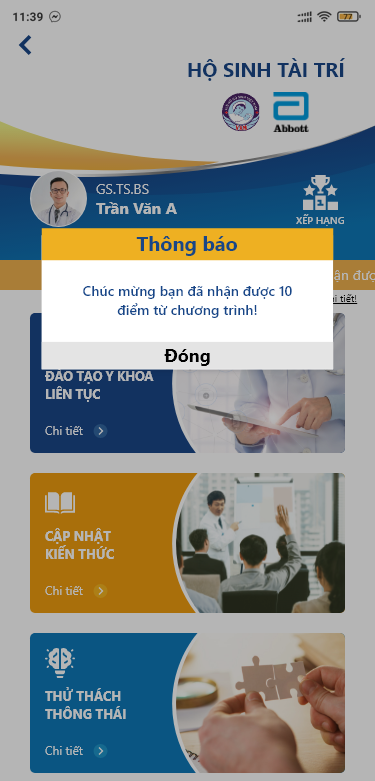 11:39
77
HỘ SINH TÀI TRÍ
Abbott
GS.TS.BS
Trần Văn A
XẾP HẠNG
Thông báo
Chúc mừng bạn đã nhận được 10
điểm từ chương trình!
Đóng
ận được
tiết!
ĐÀO TẠO Y KHOA
LIÊN TỤC
Chi tiết
CẬP NHẬT
KIẾN THỨC
Chi tiết
THỬ THÁCH
THÔNG THÁI
Chi tiết